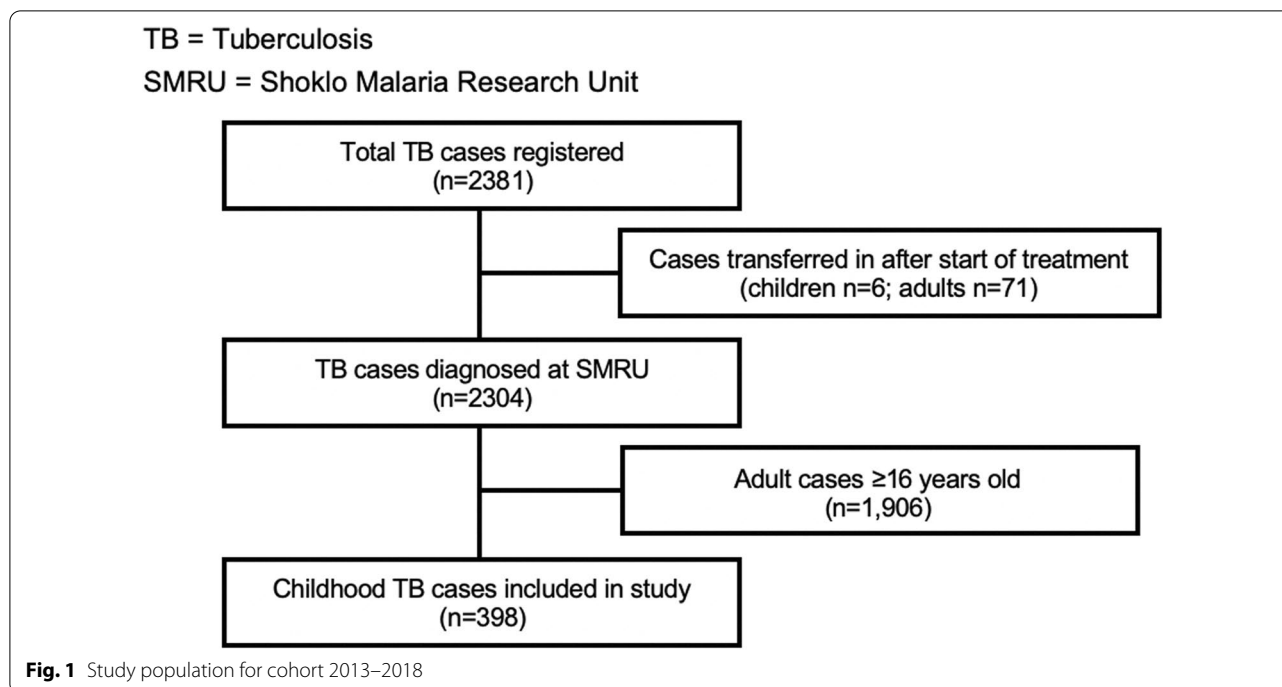 TB = Tuberculosis
SMRU = Shoklo Malaria Research Unit
Total TB cases registered
(n=2381)
Cases transferred in after start of treatment
(children n=6; adults n=71)
TB cases diagnosed at SMRU
(n=2304)
Adult cases ≥16 years old
(n=1,906)
Childhood TB cases included in study
(n=398)
Fig. 1 Study population for cohort 2013–2018